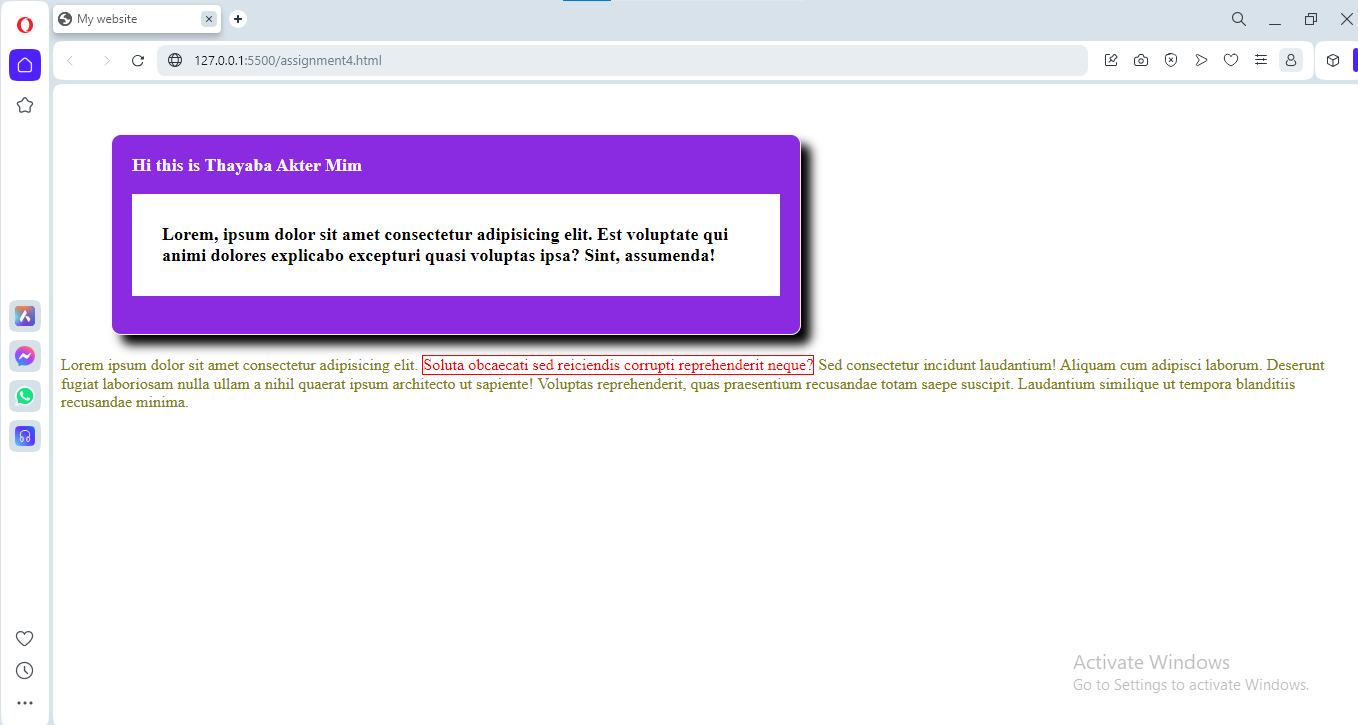 My website
127.0.0.1:5500/assignment4.html
Hi this is Thayaba Akter Mim
Lorem, ipsum dolor sit amet consectetur adipisicing elit. Est voluptate qui
animi dolores explicabo excepturi quasi voluptas ipsa? Sint, assumenda!
Lorem ipsum dolor sit amet consectetur adipisicing elit. Soluta obcaecati sed reiciendis corrupti reprehenderit neque? Sed consectetur incidunt laudantium! Aliquam cum adipisci laborum. Deserunt
fugiat laboriosam nulla ullam a nihil quaerat ipsum architecto ut sapiente! Voluptas reprehenderit, quas praesentium recusandae totam saepe suscipit. Laudantium similique ut tempora blanditiis
recusandae minima.
Activate Windows
Go to Settings to activate Windows.